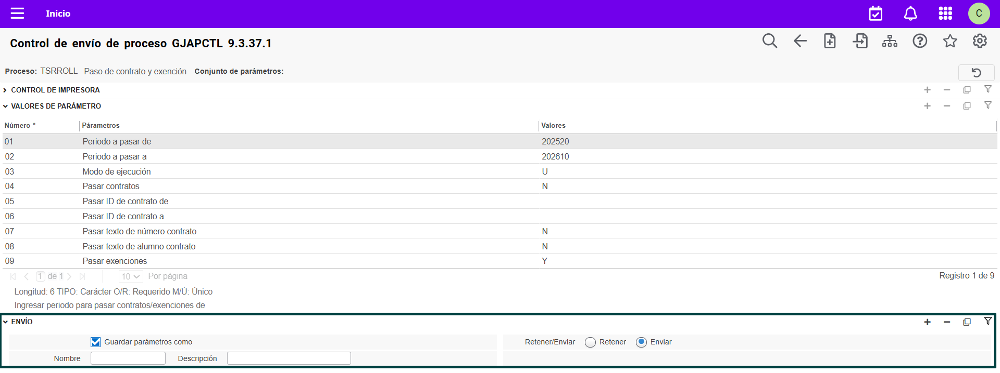 Inicio
C
Control de envío de proceso GJAPCTL 9.3.37.1
Proceso: TSRROLL Paso de contrato y exención Conjunto de parámetros:
CONTROL DE IMPRESORA
VALORES DE PARÁMETRO
Número * Párametros Valores
01 Periodo a pasar de 202520
02 Periodo a pasar a 202610
03 Modo de ejecución U
04 Pasar contratos N
05 Pasar ID de contrato de
06 Pasar ID de contrato a
07 Pasar texto de número contrato N
08 Pasar texto de alumno contrato N
09 Pasar exenciones Y
1 de 1 10 Por página Registro 1 de 9
Longitud: 6 TIPO: Carácter O/R: Requerido M/Ú: Único
Ingresar periodo para pasar contratos/exenciones de
ENVÍO
Guardar parámetros como Retener/Enviar Retener Enviar
Nombre Descripción